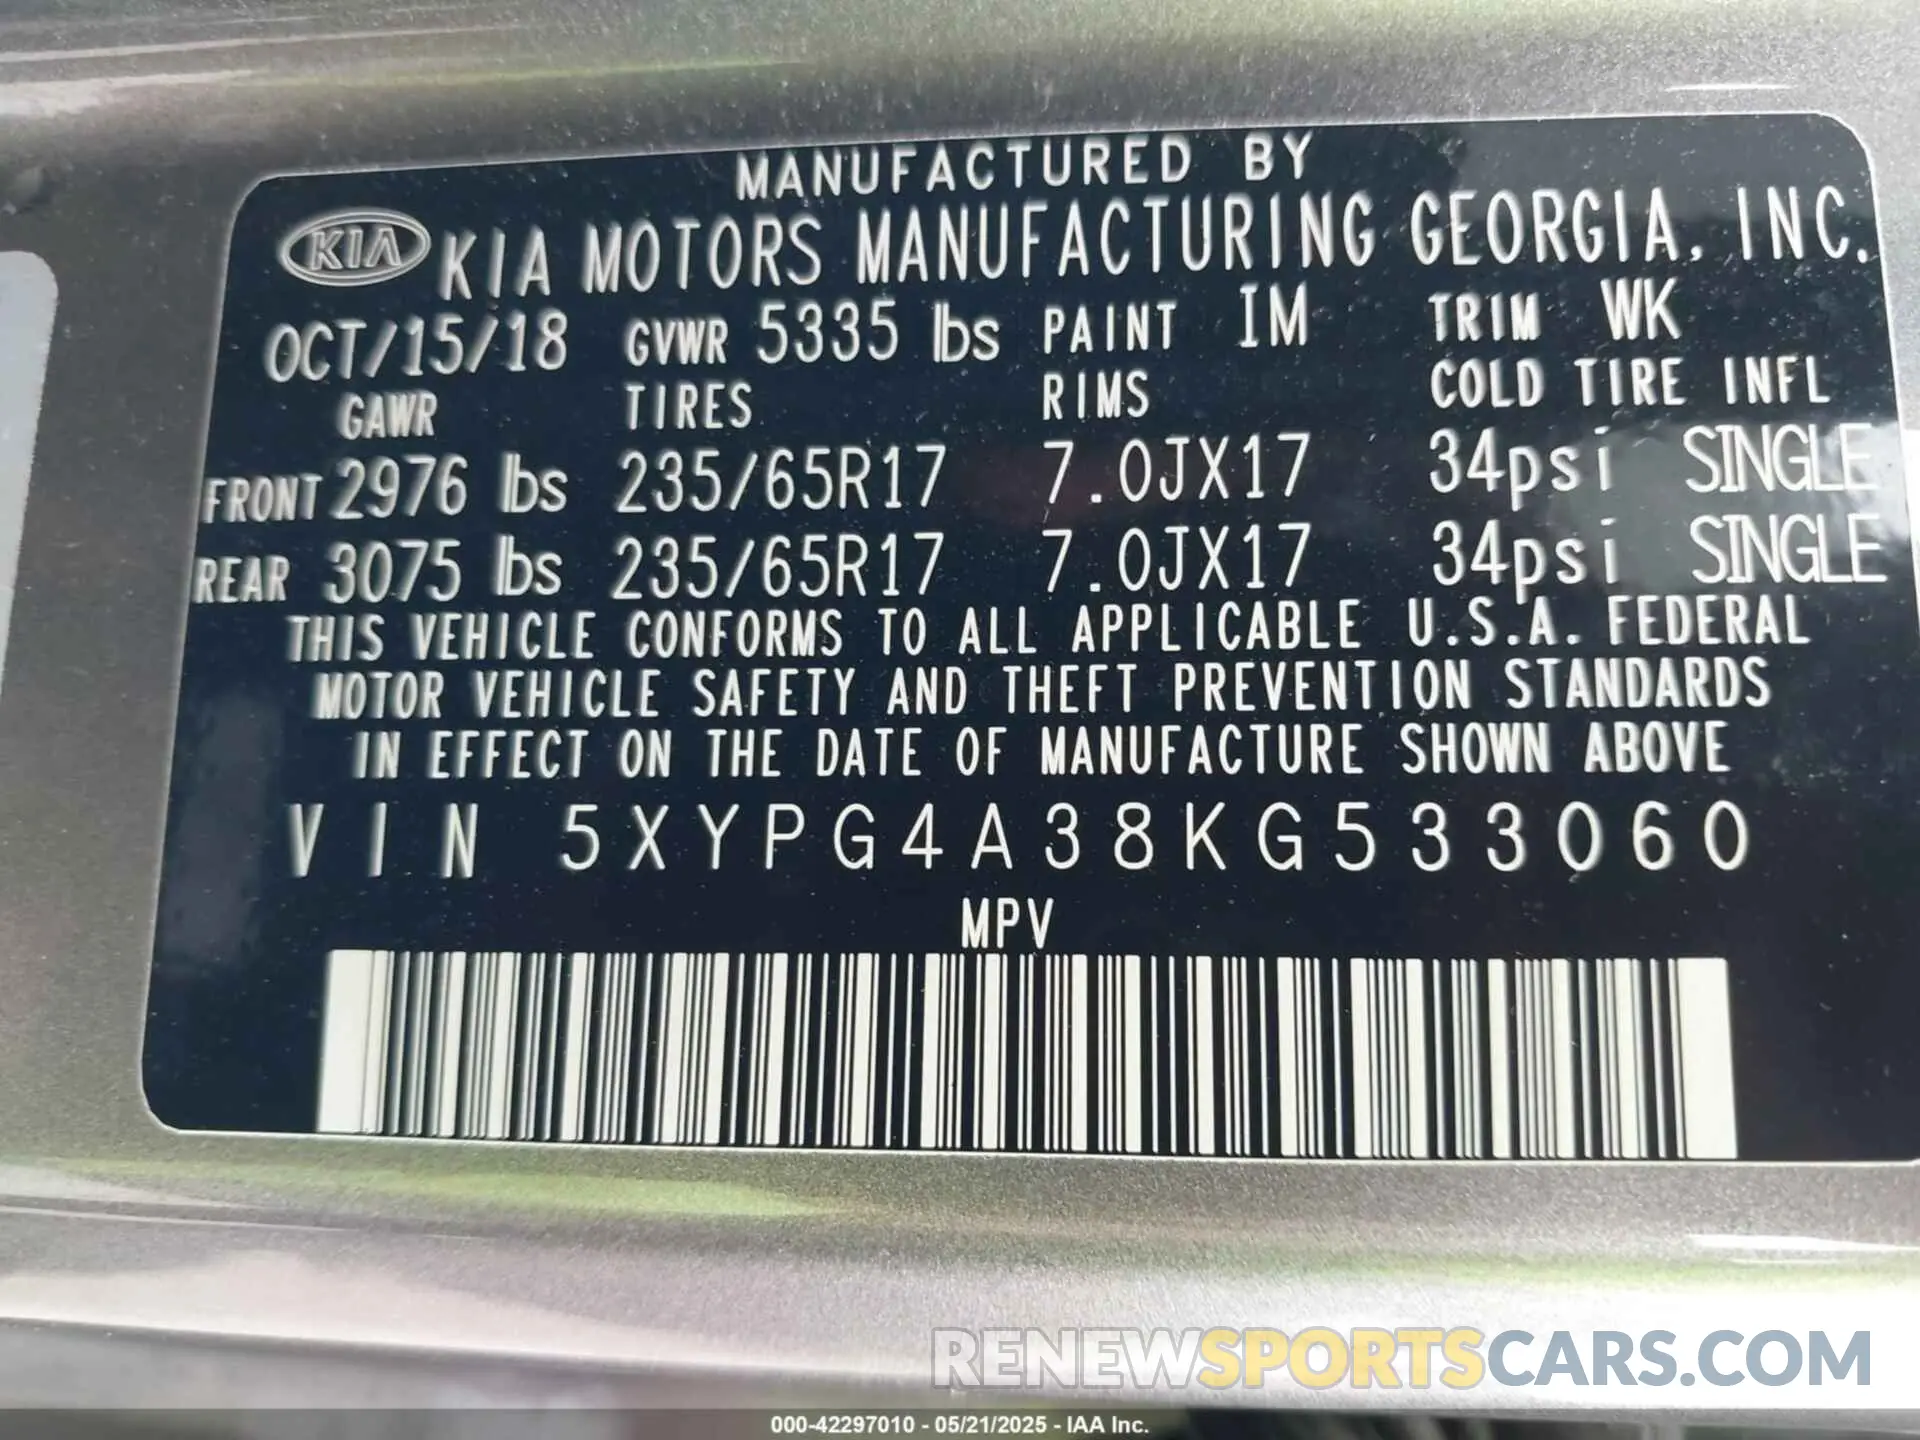 MANUFACTURED BY
KIA KIA MOTORS MANUFACTURING GEORGIA, INC.
OCT/15/18 GVWR 5335 lbs PAINT IM TRIM WK
GAWR TIRES RIMS COLD TIRE INFL
FRONT 2976 lbs 235/65R17 7.0JX17 34psi SINGLE
REAR 3075 lbs 235/65R17 7.0JX17 34psi SINGLE
THIS VEHICLE CONFORMS TO ALL APPLICABLE U.S.A. FEDERAL
MOTOR VEHICLE SAFETY AND THEFT PREVENTION STANDARDS
IN EFFECT ON THE DATE OF MANUFACTURE SHOWN ABOVE
VIN 5XYPG4A38KG533060
MPV
RENEWSPORTSCARS.COM
000-42297010 - 05/21/2025 - IAA Inc.